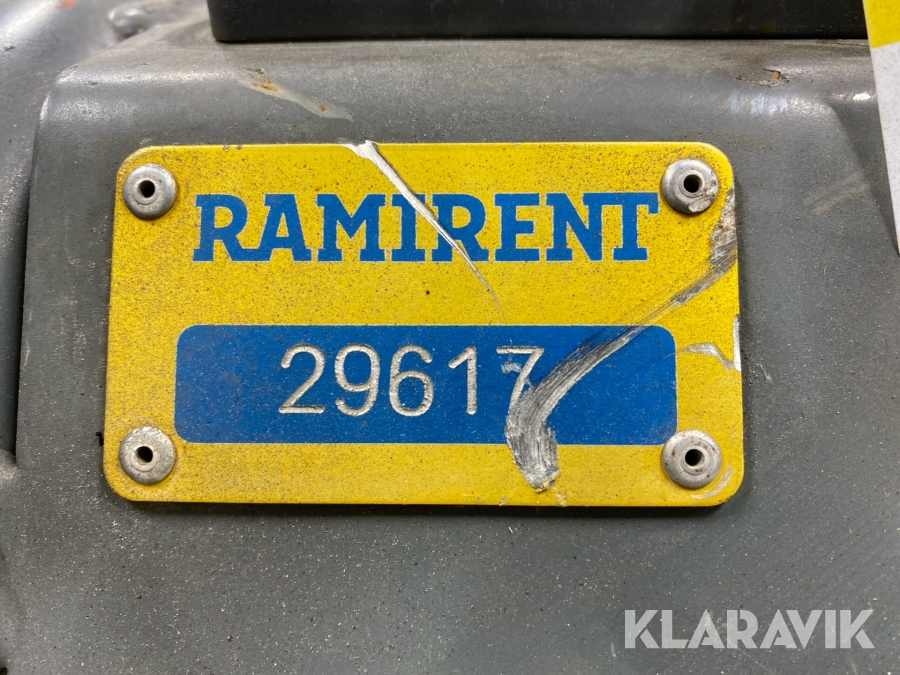 RAMIRENT
29617
KLARAVIK